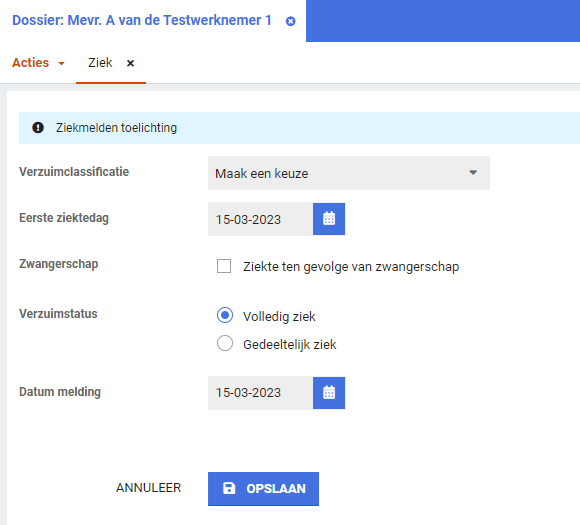 Dossier: Mevr. A van de Testwerknemer 1
Acties Ziek
Ziekmelden toelichting
Verzuimclassificatie Maak een keuze
Eerste ziektedag 15-03-2023
Zwangerschap Ziekte ten gevolge van zwangerschap
Verzuimstatus Volledig ziek
Gedeeltelijk ziek
Datum melding 15-03-2023
ANNULEER OPSLAAN